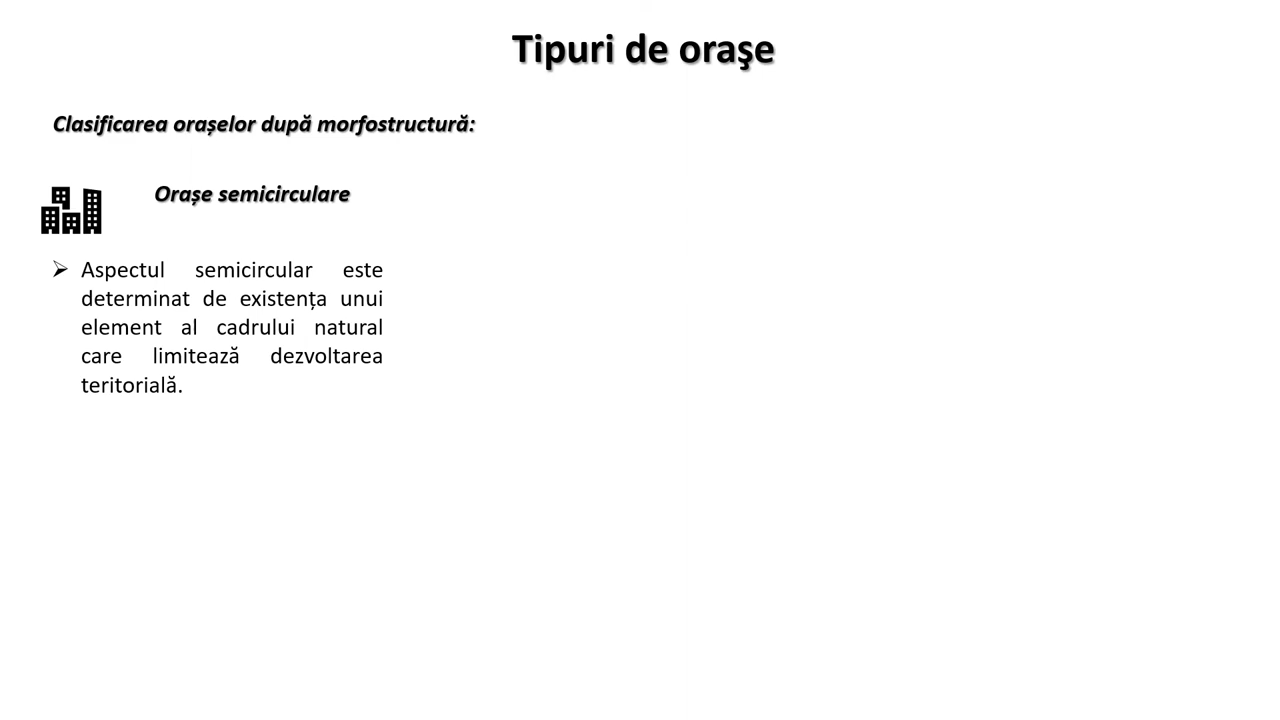 Tipuri de oraşe
Clasificarea orașelor după morfostructură:
Orașe semicirculare
➢ Aspectul semicircular este
determinat de existența unui
element al cadrului natural
care limitează dezvoltarea
teritorială.